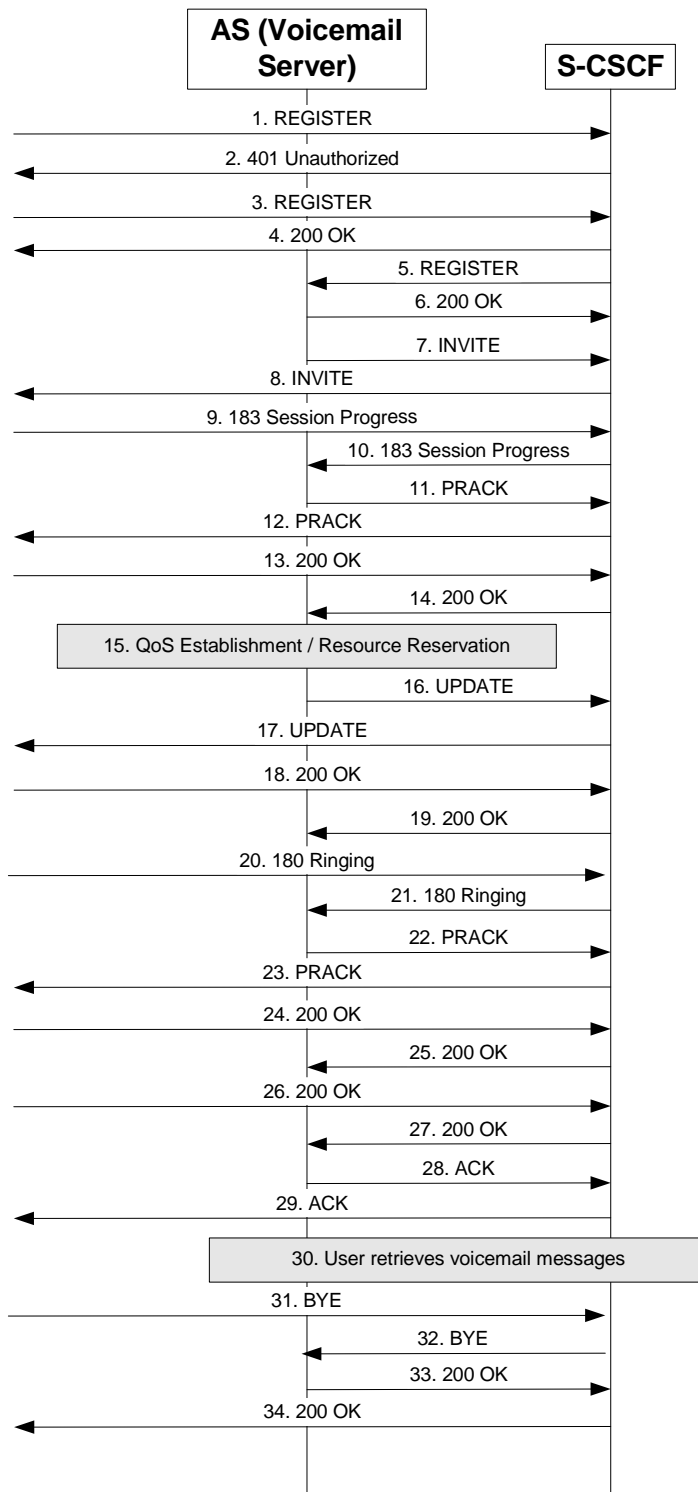 AS (Voicemail
Server)
S-CSCF
1. REGISTER
2. 401 Unauthorized
3. REGISTER
4. 200 OK
5. REGISTER
6. 200 OK
7. INVITE
8. INVITE
9. 183 Session Progress
10. 183 Session Progress
11. PRACK
12. PRACK
13. 200 OK
14. 200 OK
15. QoS Establishment / Resource Reservation
16. UPDATE
17. UPDATE
18. 200 OK
19. 200 OK
20. 180 Ringing
21. 180 Ringing
22. PRACK
23. PRACK
24. 200 OK
25. 200 OK
26. 200 OK
27. 200 OK
28. ACK
29. ACK
30. User retrieves voicemail messages
31. BYE
32. BYE
33. 200 OK
34. 200 OK